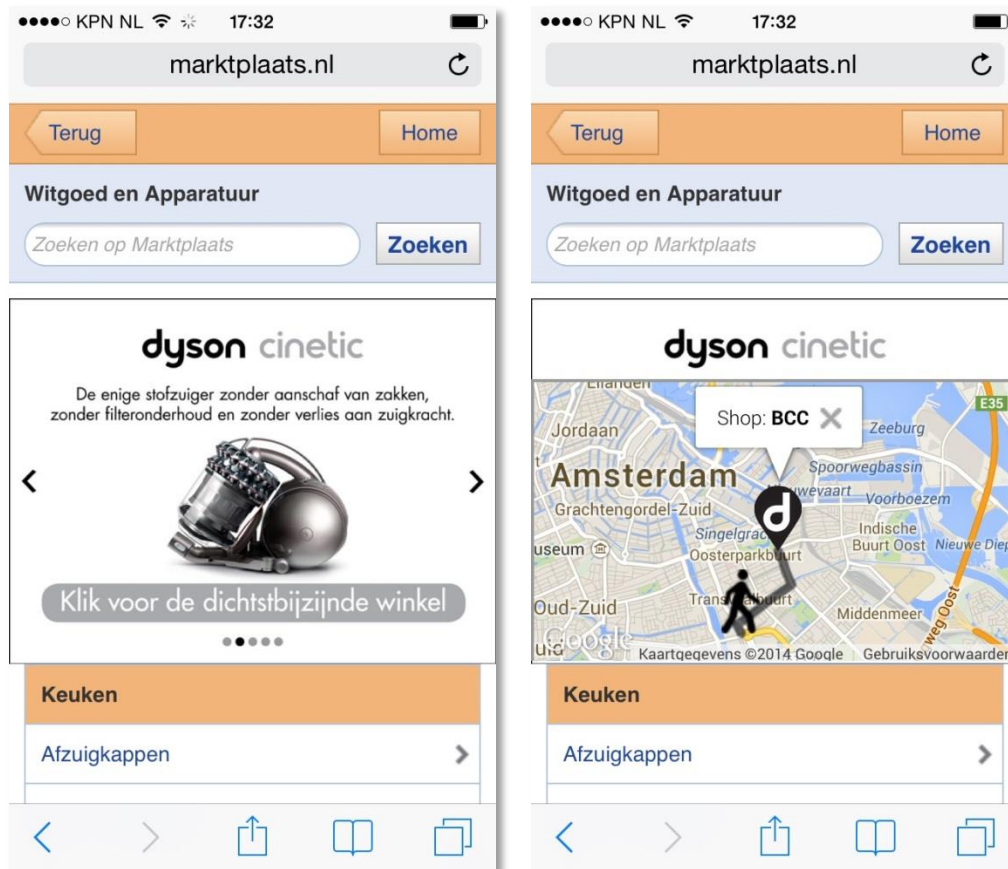 KPN NL 17:32
marktplaats.nl
Terug
Home
Witgoed en Apparatuur
Zoeken op Marktplaats
Zoeken
dyson cinetic
De enige stofzuiger zonder aanschaf van zakken,
zonder filteronderhoud en zonder verlies aan zuigkracht.
Klik voor de dichtstbijzijnde winkel
Keuken
Afzuigkappen
KPN NL 17:32
marktplaats.nl
Terug
Home
Witgoed en Apparatuur
Zoeken op Marktplaats
Zoeken
dyson cinetic
Shop: BCC
E35
Jordaan
Zeeburg
Amsterdam
Spoorwegbassin
Voorboezem
Grachtengordel-Zuid
Indische
Buurt Oost
Nieuwe Diep
Oosterparkbuurt
Oud-Zuid
Middenmeer
Google
Kaartgegevens ©2014 Google
Keuken
Afzuigkappen